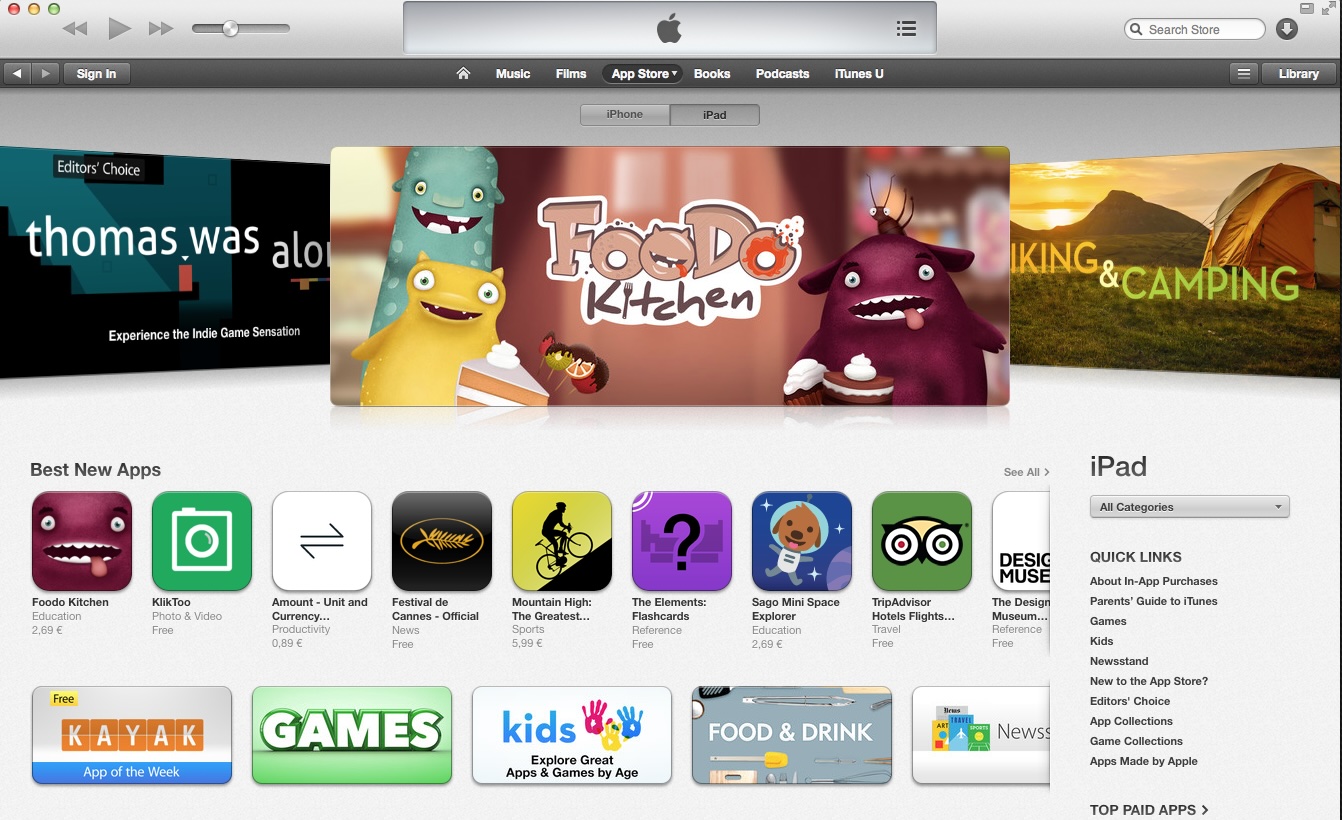 Search Store
Sign In
Music
Films
App Store
Books
Podcasts
iTunes U
Library
iPhone
iPad
Editors' Choice
thomas was alo
Experience the Indie Game Sensation
FooDo
Kitchen
IKING
&
CAMPING
Best New Apps
See All
Foodo Kitchen
Education
2,69 €
KlikToo
Photo & Video
Free
Amount - Unit and
Currency...
Productivity
0,89 €
Festival de
Cannes - Official
News
Free
Mountain High:
The Greatest...
Sports
5,99 €
?
The Elements:
Flashcards
Reference
Free
Sago Mini Space
Explorer
Education
2,69 €
TripAdvisor
Hotels Flights...
Travel
Free
DESIG
MUSE
The Design
Museum...
Reference
Free
Free
KAYAK
App of the Week
GAMES
kids
Explore Great
Apps & Games by Age
FOOD & DRINK
News
ART
TRAVEL
SPORTS
Newss
iPad
All Categories
QUICK LINKS
About In-App Purchases
Parents' Guide to iTunes
Games
Kids
Newsstand
New to the App Store?
Editors' Choice
App Collections
Game Collections
Apps Made by Apple
TOP PAID APPS